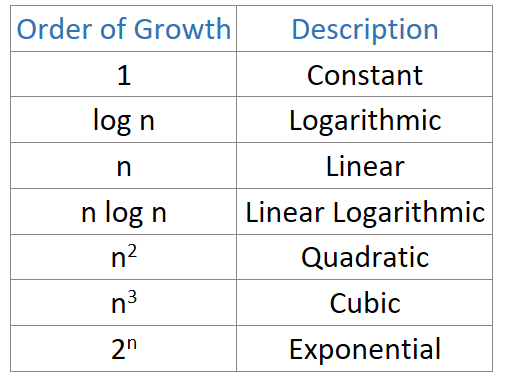 Order of Growth Description
1 Constant
log n Logarithmic
n Linear
n log n Linear Logarithmic
n² Quadratic
n³ Cubic
2ⁿ Exponential